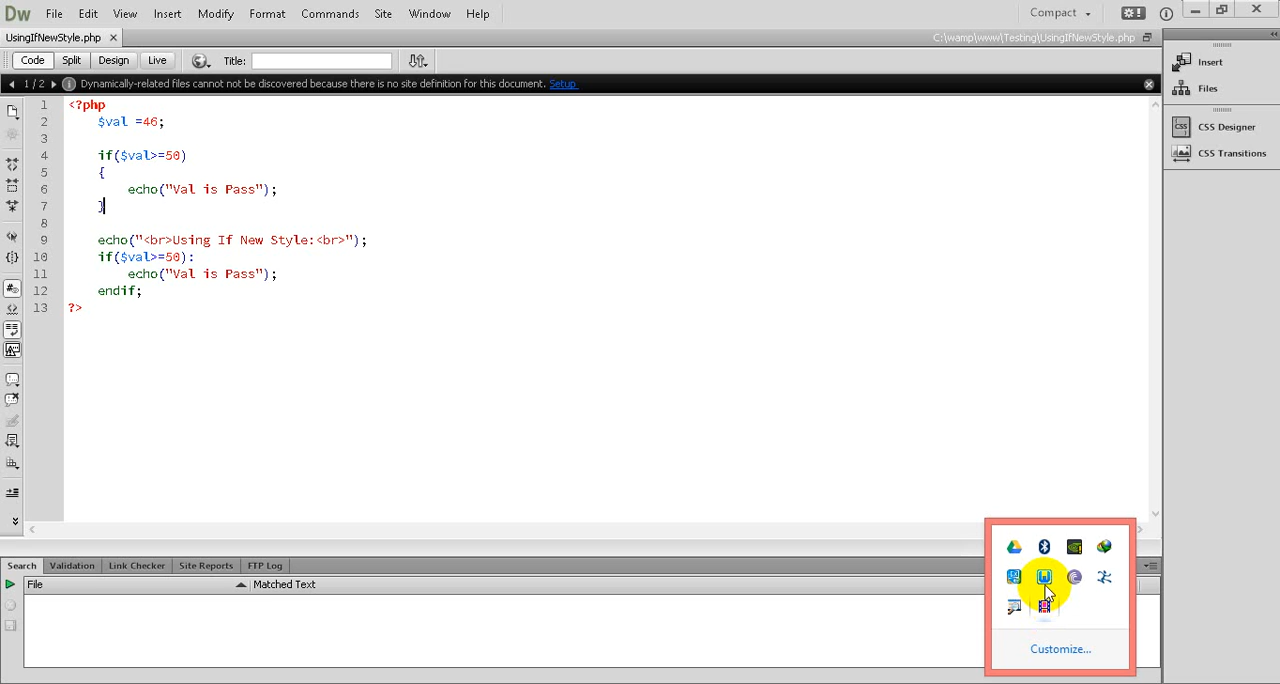 Dw File Edit View Insert Modify Format Commands Site Window Help Compact
UsingIfNewStyle.php C:\wamp\www\Testing\UsingIfNewStyle.php
Code Split Design Live Title:
1 / 2 Dynamically-related files cannot not be discovered because there is no site definition for this document. Setup
1 <?php
2 $val =46;
3
4 if($val>=50)
5 {
6 echo("Val is Pass");
7 }
8
9 echo("<br>Using If New Style:<br>");
10 if($val>=50):
11 echo("Val is Pass");
12 endif;
13 ?>
Insert
Files
CSS CSS Designer
CSS Transitions
Search Validation Link Checker Site Reports FTP Log
File Matched Text
Customize...